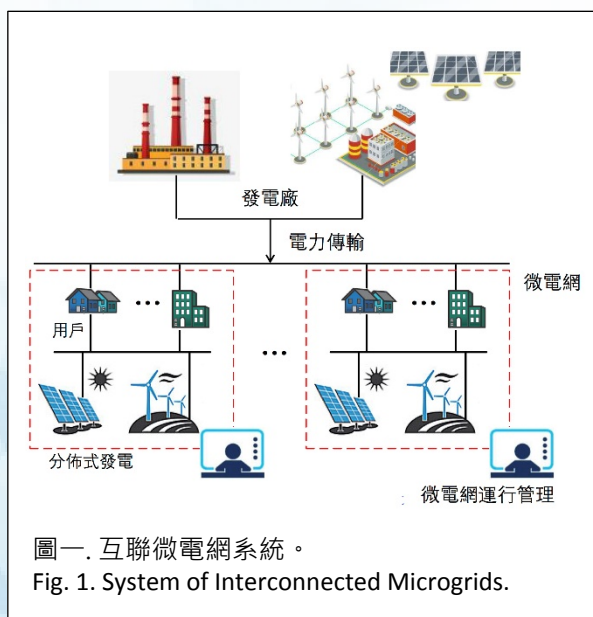 發電廠
電力傳輸
微電網
用戶
分佈式發電
微電網運行管理
圖一. 互聯微電網系統。
Fig. 1. System of Interconnected Microgrids.